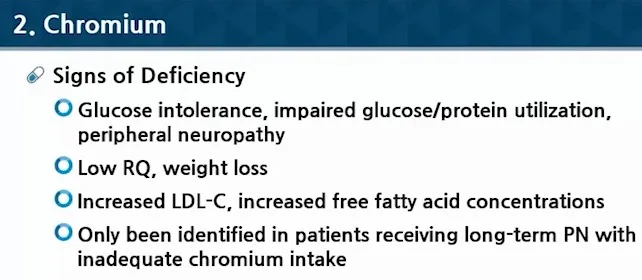 2. Chromium
Signs of Deficiency
Glucose intolerance, impaired glucose/protein utilization,
peripheral neuropathy
Low RQ, weight loss
Increased LDL-C, increased free fatty acid concentrations
Only been identified in patients receiving long-term PN with
inadequate chromium intake